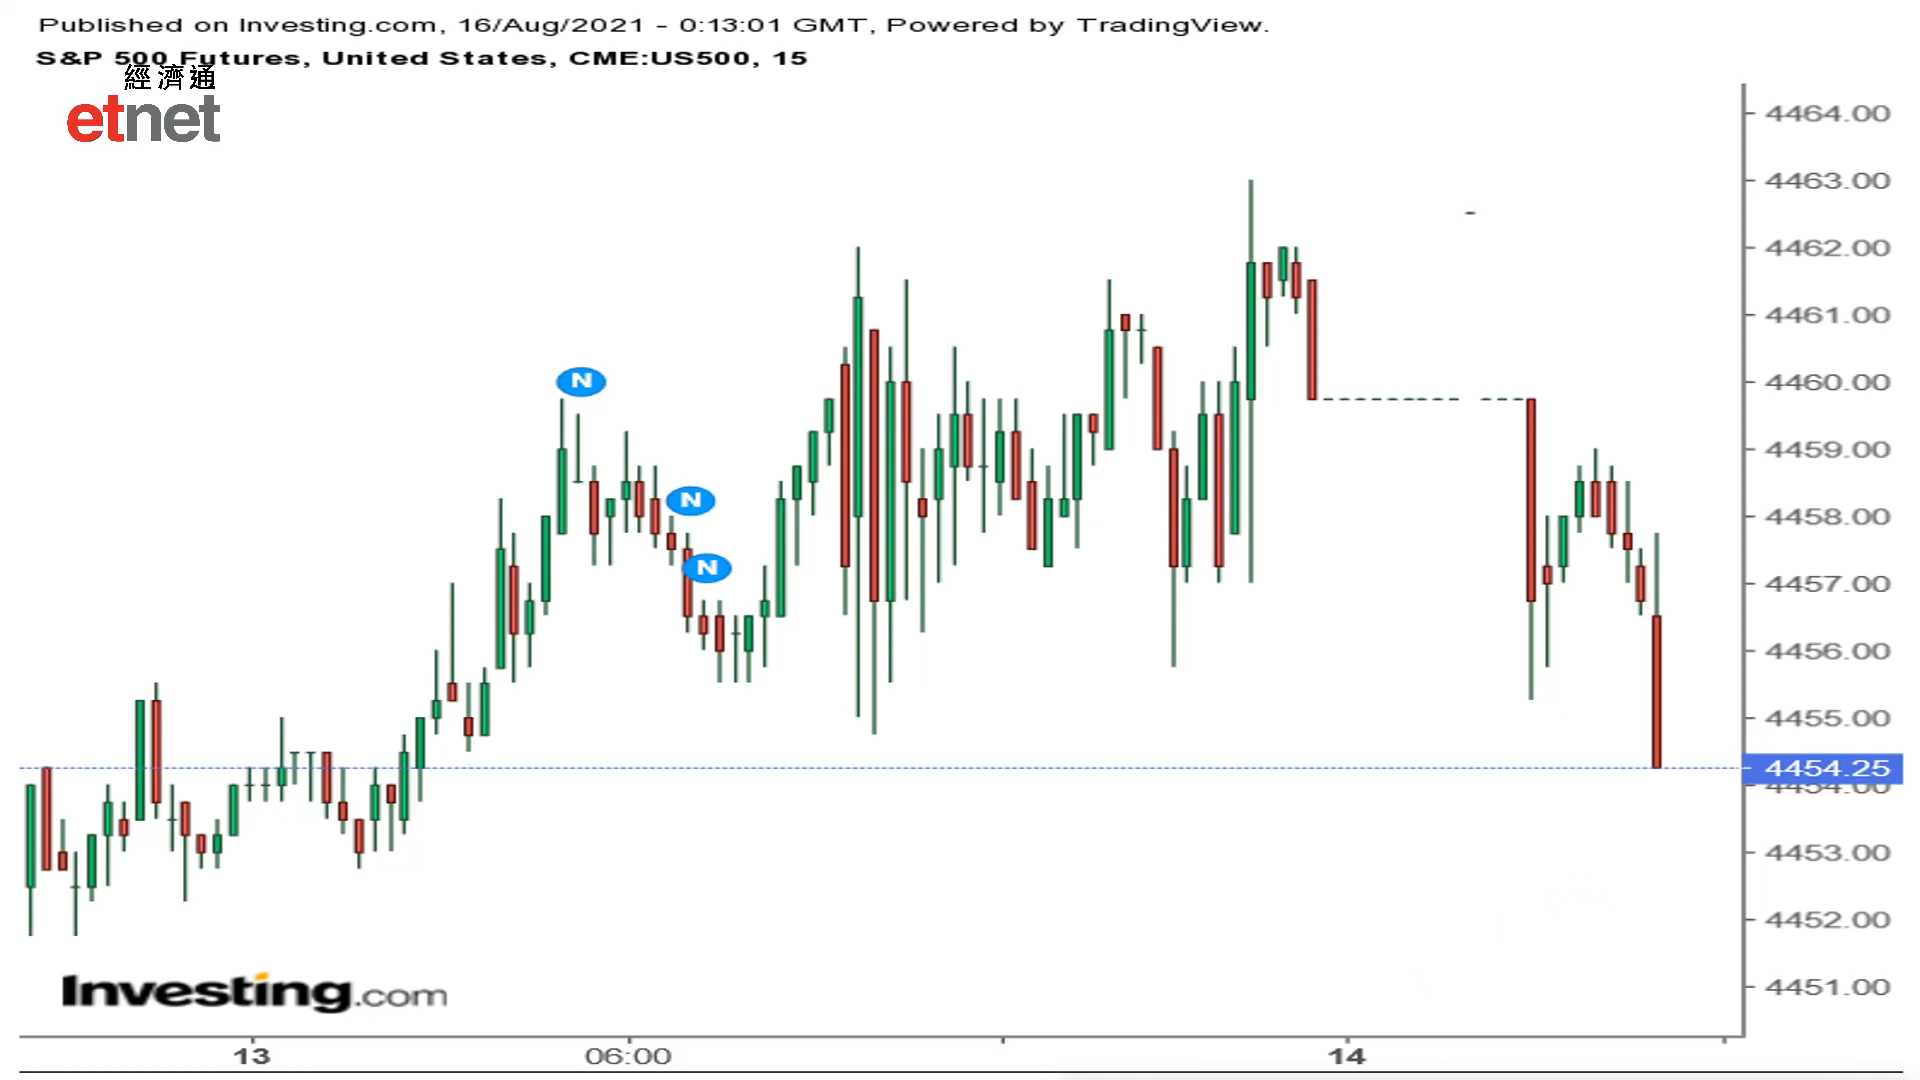 Published on Investing.com, 16/Aug/2021 - 0:13:01 GMT, Powered by TradingView.
S&P 500 Futures, United States, CME:US500, 15
經濟通
etnet
4464.00
4463.00
4462.00
4461.00
N
4460.00
4459.00
N
4458.00
N
4457.00
4456.00
4455.00
4454.25
4454.00
4453.00
4452.00
Investing.com
4451.00
13
06:00
14